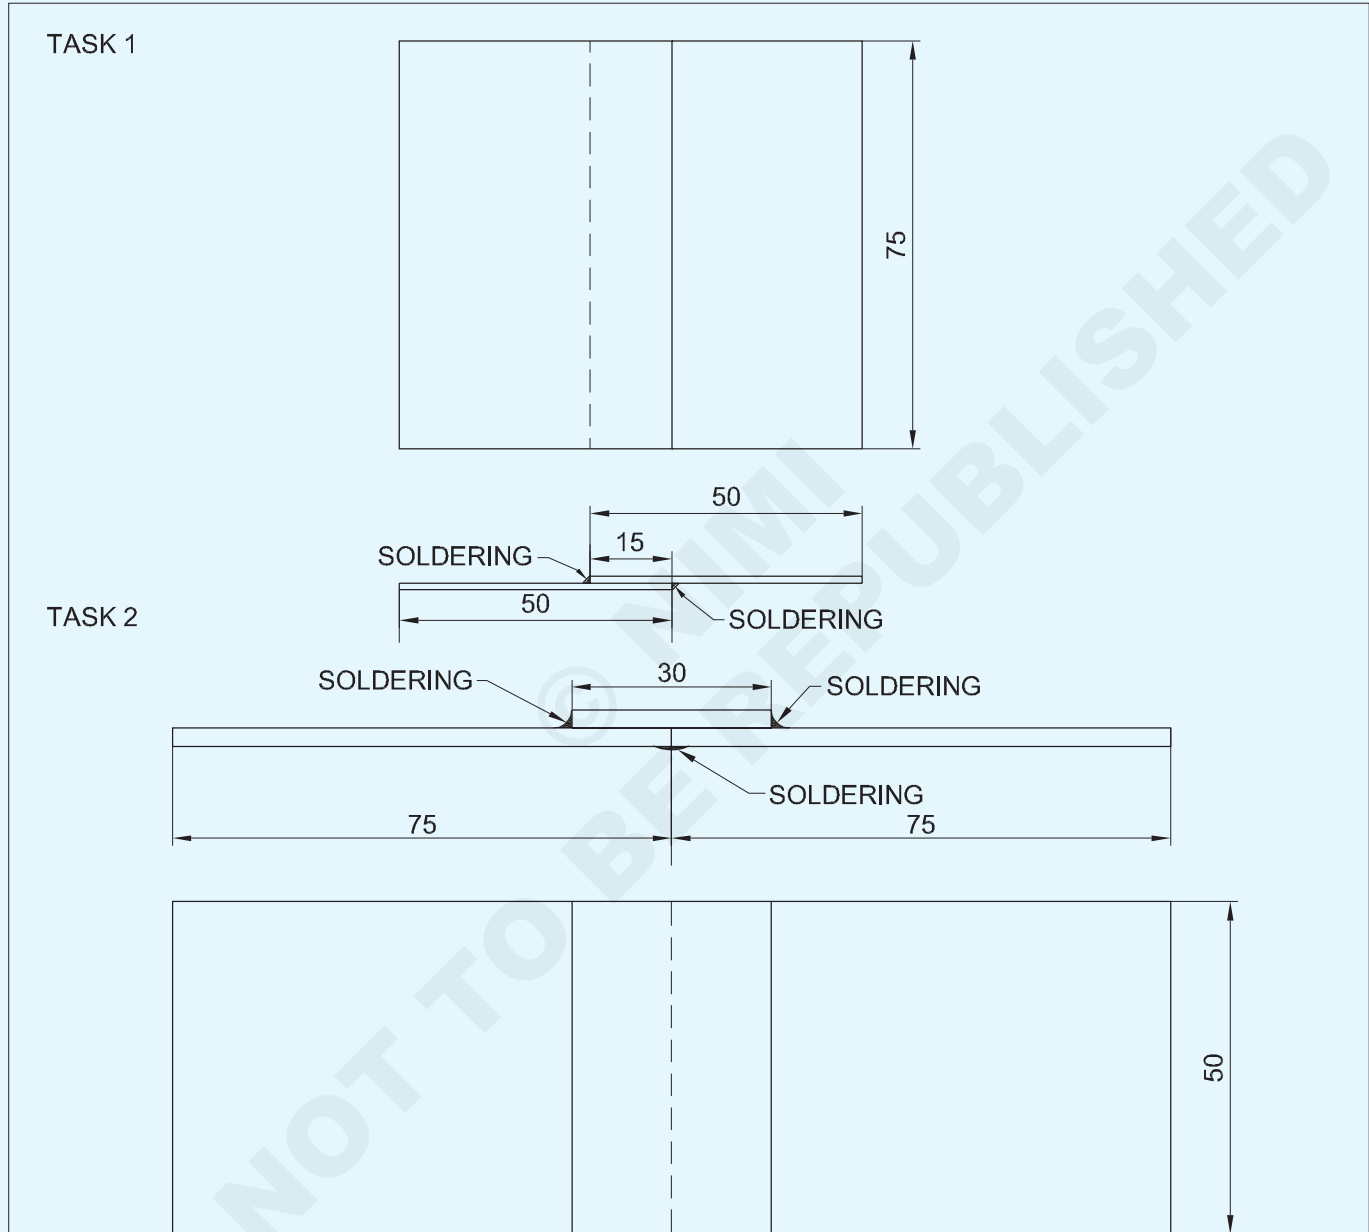 TASK 1
75
50
15
SOLDERING
50
SOLDERING
TASK 2
30
SOLDERING
SOLDERING
SOLDERING
75
75
50
© NIMI
NOT TO BE REPUBLISHED